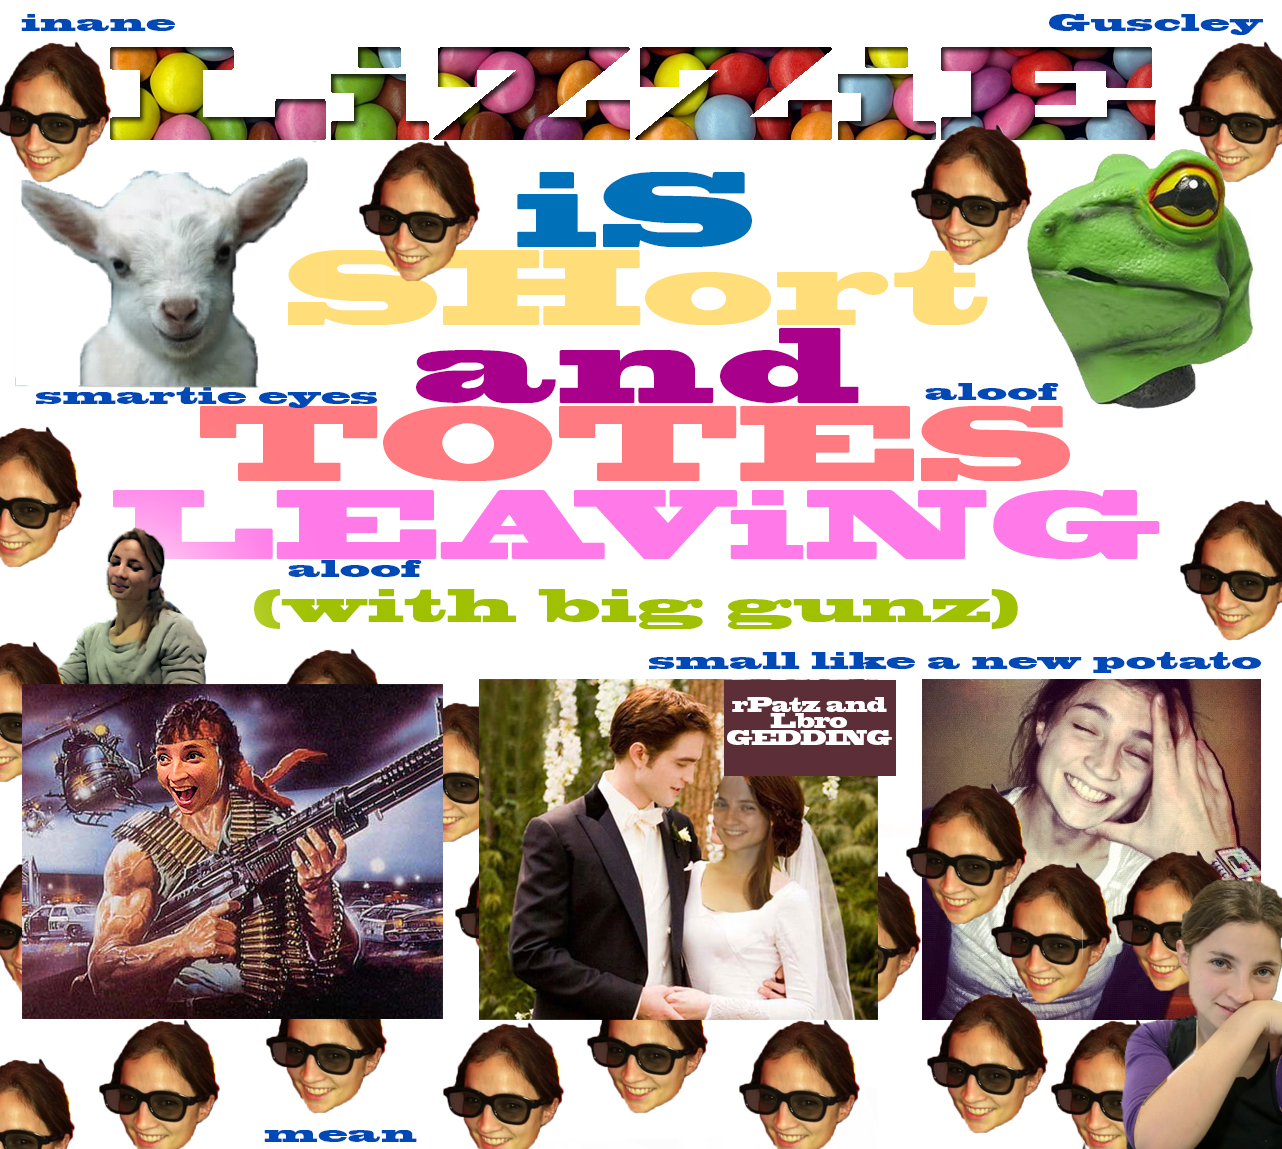 inane
Guscley
LiZZiE
iS
SHort
and
smartie eyes
aloof
TOTES
LEAViNG
aloof
(with big gunz)
small like a new potato
rPatz and
Lbro
GEDDING
mean